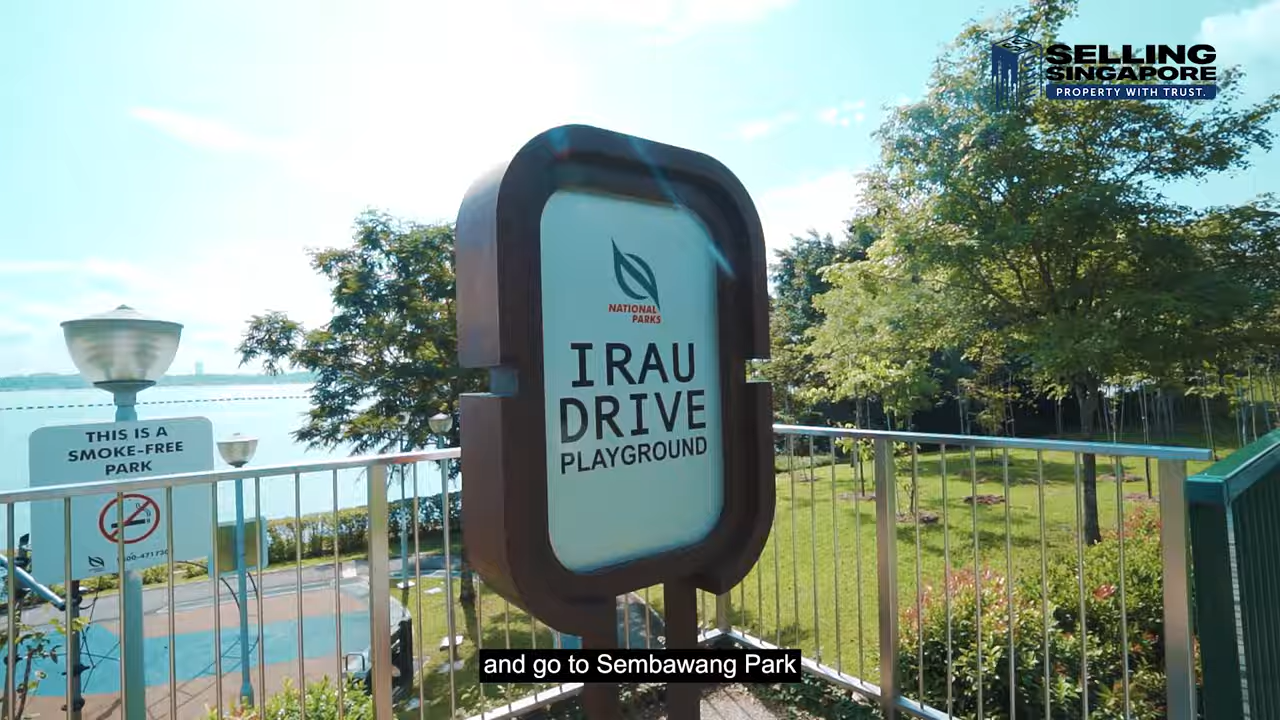 SELLING
SINGAPORE
PROPERTY WITH TRUST.
NATIONAL
PARKS
IRAU
DRIVE
PLAYGROUND
THIS IS A
SMOKE-FREE
PARK
and go to Sembawang Park